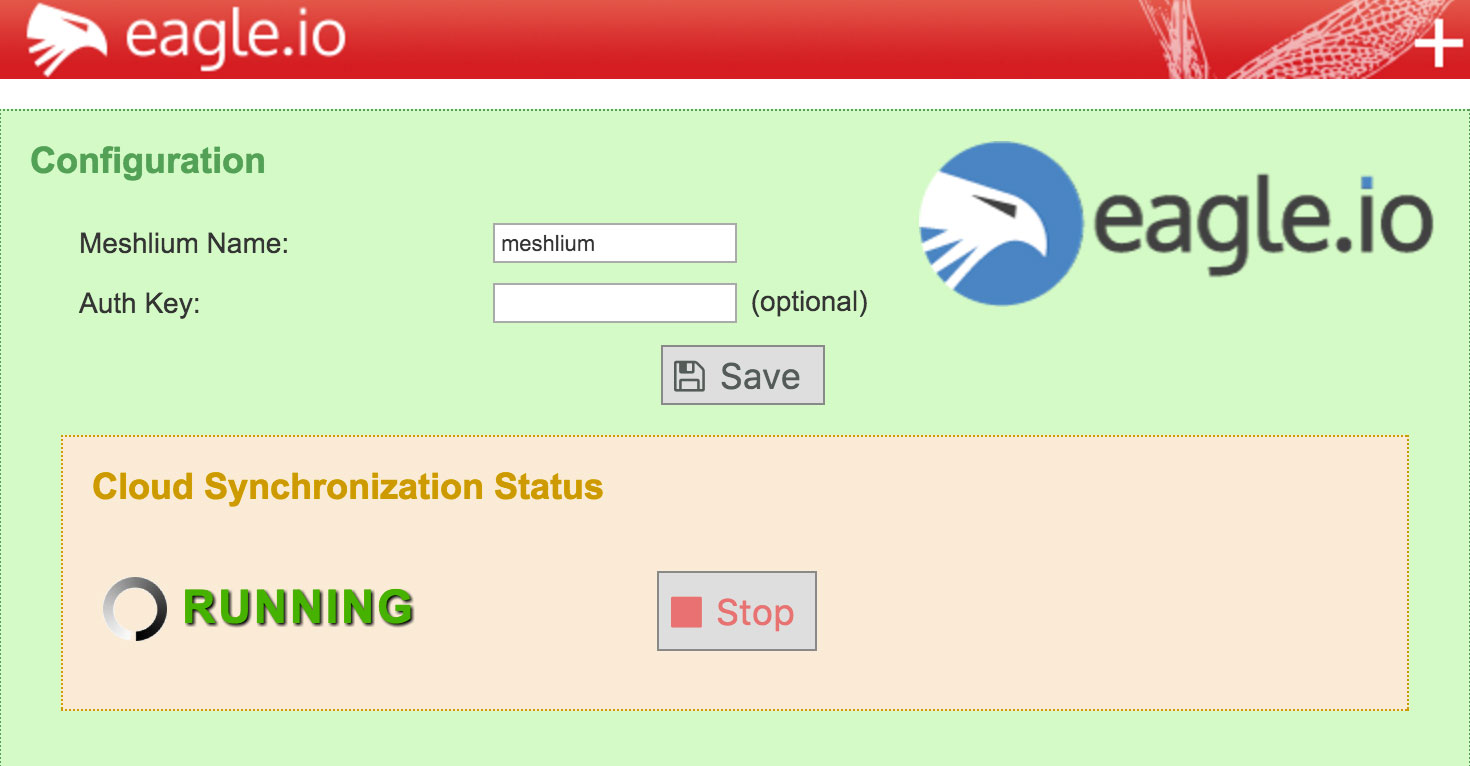 eagle.io
Configuration
eagle.io
Meshlium Name: meshlium
Auth Key: (optional)
Save
Cloud Synchronization Status
RUNNING Stop